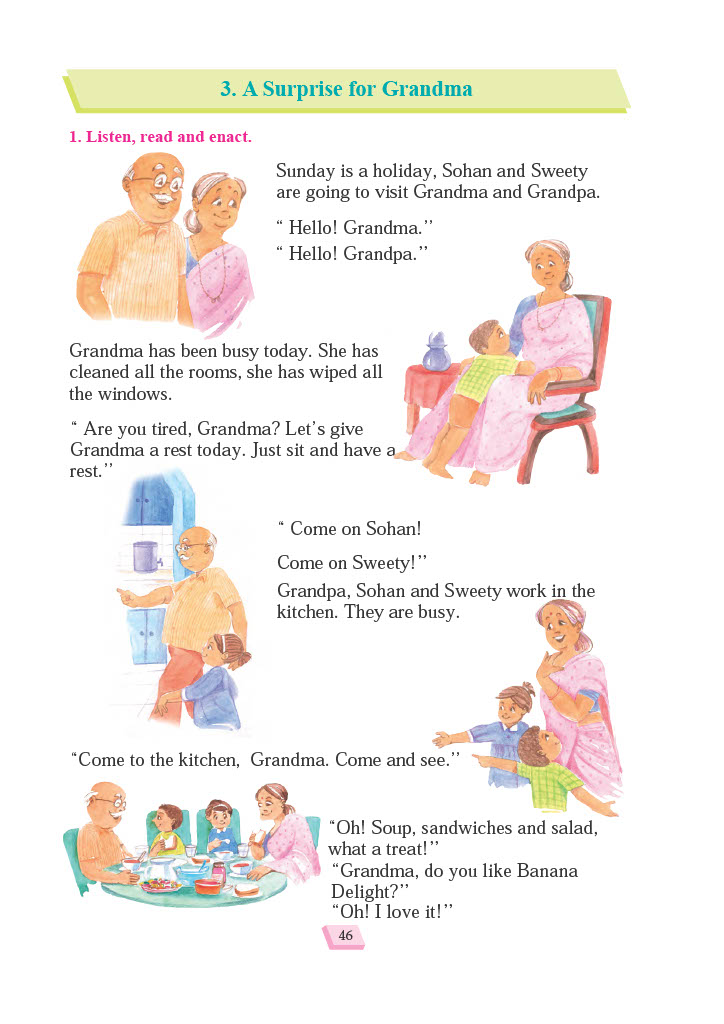 3. A Surprise for Grandma
1. Listen, read and enact.
Sunday is a holiday, Sohan and Sweety
are going to visit Grandma and Grandpa.
“ Hello! Grandma.’’
“ Hello! Grandpa.’’
Grandma has been busy today. She has
cleaned all the rooms, she has wiped all
the windows.
“ Are you tired, Grandma? Let’s give
Grandma a rest today. Just sit and have a
rest.’’
“ Come on Sohan!
Come on Sweety!’’
Grandpa, Sohan and Sweety work in the
kitchen. They are busy.
“Come to the kitchen, Grandma. Come and see.’’
“Oh! Soup, sandwiches and salad,
what a treat!’’
“Grandma, do you like Banana
Delight?’’
“Oh! I love it!’’
46